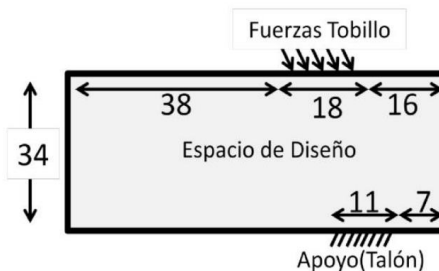 Fuerzas Tobillo
38 18 16
34
Espacio de Diseño
11 7
Apoyo(Talón)